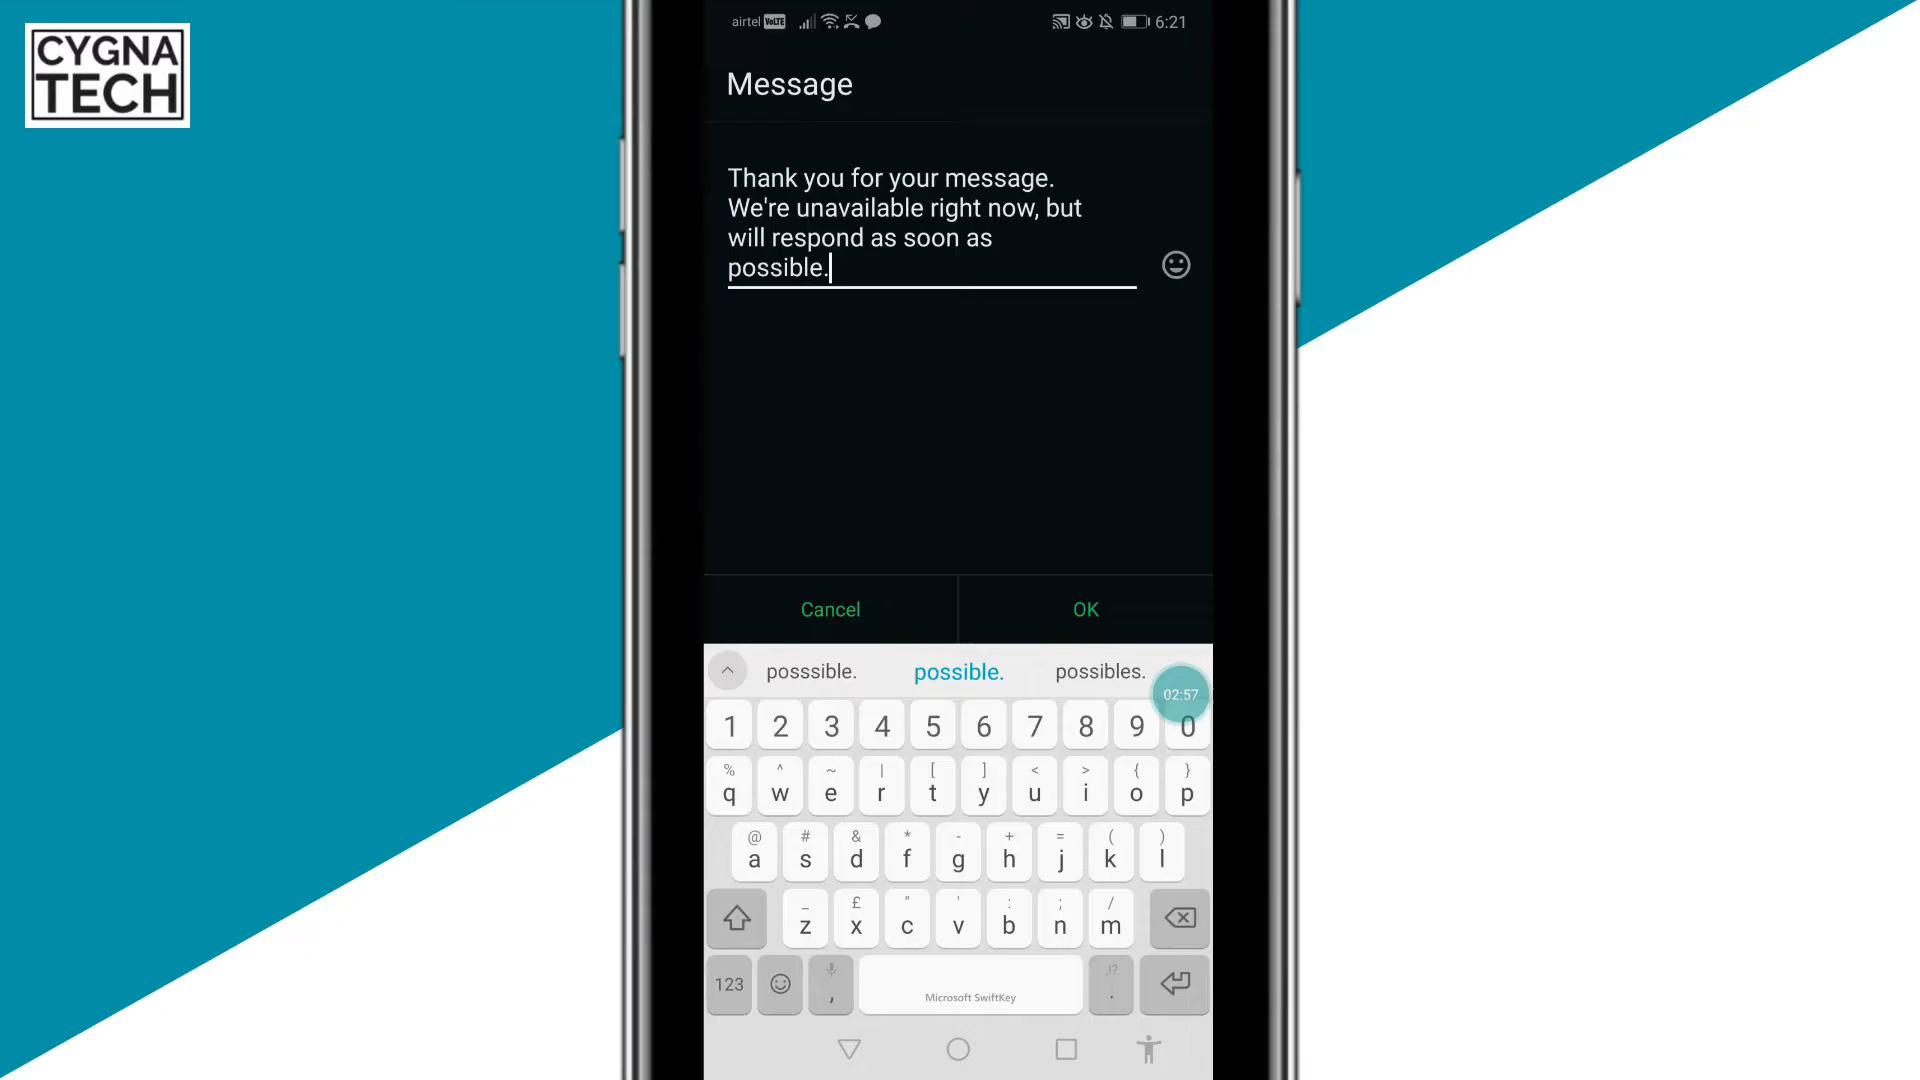 CYGNA
TECH
airtel VoLTE 6:21
Message
Thank you for your message.
We're unavailable right now, but
will respond as soon as
possible.
Cancel OK
posssible. possible. possibles.
02:57
1 2 3 4 5 6 7 8 9 0
% ^ ~ | [ ] < > { }
q w e r t y u i o p
@ # & * - + = ( )
a s d f g h j k l
_ £ " ' : ; /
z x c v b n m
,!?
123 , Microsoft SwiftKey .